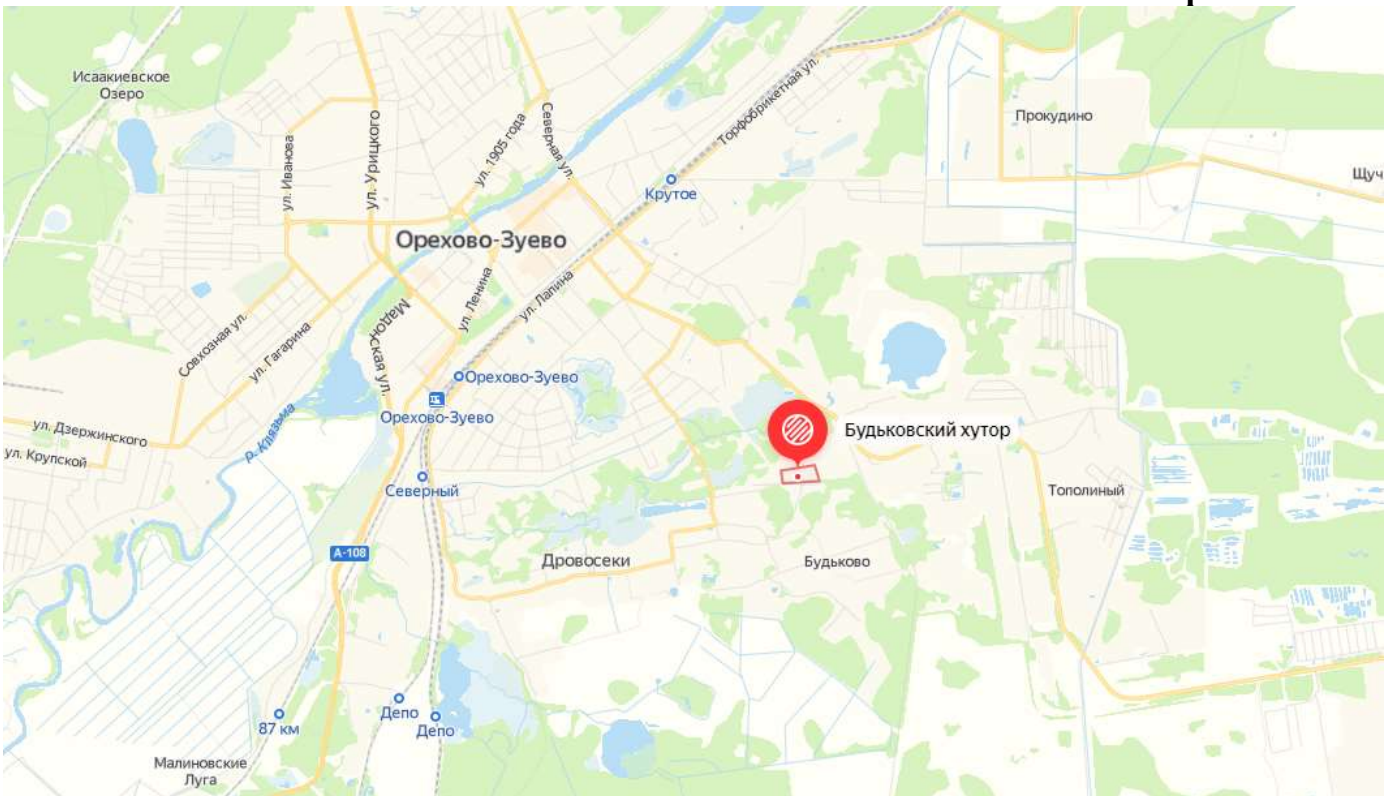 Исаакиевское
Озеро
ул. Иванова
ул. Урицкого
ул. 1905 года
Северная ул.
Торфобрикетная ул.
Прокудино
Щуч
Крутое
Орехово-Зуево
ул. Ленина
ул. Лапина
Мадонская ул.
Совхозная ул.
ул. Гагарина
Орехово-Зуево
Орехово-Зуево
ул. Дзержинского
р. Клязьма
ул. Крупской
Будьковский хутор
Северный
Тополиный
А-108
Дровосеки
Будьково
87 км
Депо
Депо
Малиновские
Луга